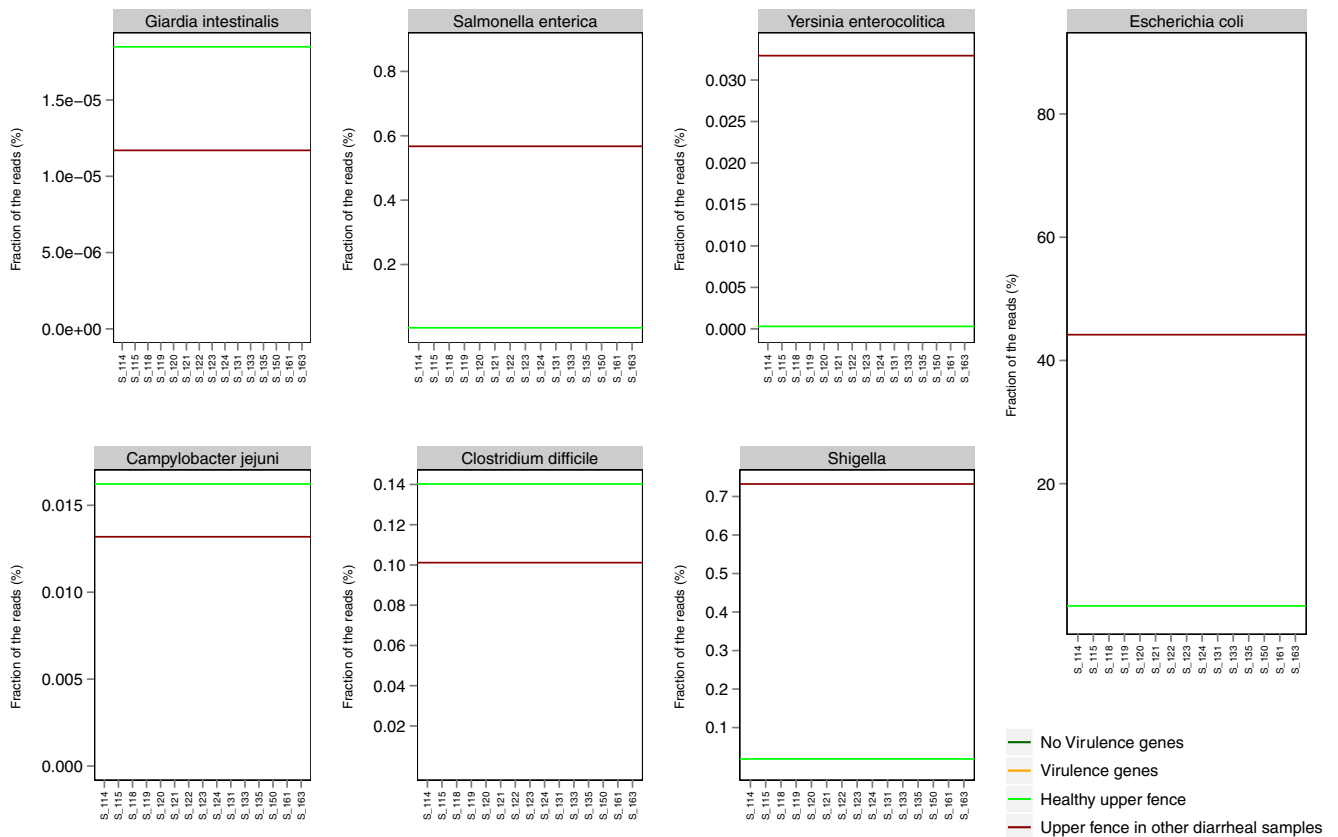 Giardia intestinalis
Fraction of the reads (%)
1.5e−05
1.0e−05
5.0e−06
0.0e+00
S_114 S_115 S_118 S_119 S_120 S_121 S_122 S_123 S_124 S_131 S_133 S_135 S_150 S_161 S_163
Salmonella enterica
Fraction of the reads (%)
0.8
0.6
0.4
0.2
S_114 S_115 S_118 S_119 S_120 S_121 S_122 S_123 S_124 S_131 S_133 S_135 S_150 S_161 S_163
Yersinia enterocolitica
Fraction of the reads (%)
0.030
0.025
0.020
0.015
0.010
0.005
0.000
S_114 S_115 S_118 S_119 S_120 S_121 S_122 S_123 S_124 S_131 S_133 S_135 S_150 S_161 S_163
Escherichia coli
Fraction of the reads (%)
80
60
40
20
S_114 S_115 S_118 S_119 S_120 S_121 S_122 S_123 S_124 S_131 S_133 S_135 S_150 S_161 S_163
Campylobacter jejuni
Fraction of the reads (%)
0.015
0.010
0.005
0.000
S_114 S_115 S_118 S_119 S_120 S_121 S_122 S_123 S_124 S_131 S_133 S_135 S_150 S_161 S_163
Clostridium difficile
Fraction of the reads (%)
0.14
0.12
0.10
0.08
0.06
0.04
0.02
S_114 S_115 S_118 S_119 S_120 S_121 S_122 S_123 S_124 S_131 S_133 S_135 S_150 S_161 S_163
Shigella
Fraction of the reads (%)
0.7
0.6
0.5
0.4
0.3
0.2
0.1
S_114 S_115 S_118 S_119 S_120 S_121 S_122 S_123 S_124 S_131 S_133 S_135 S_150 S_161 S_163
No Virulence genes
Virulence genes
Healthy upper fence
Upper fence in other diarrheal samples